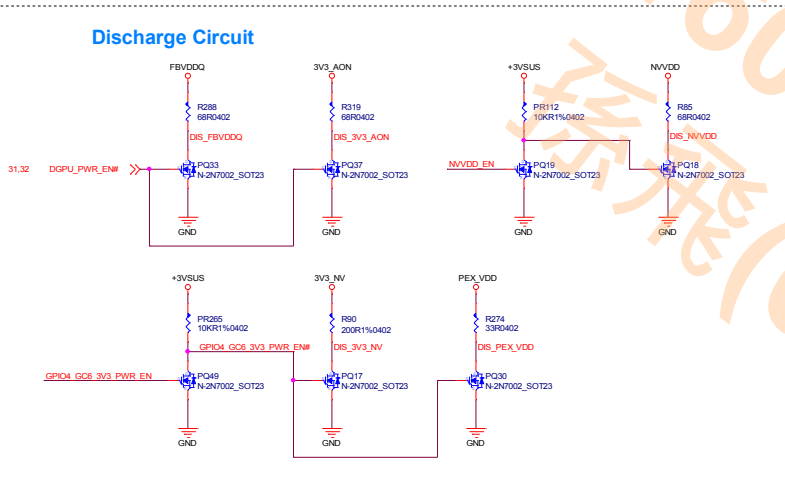 Discharge Circuit
FBVDDQ
3V3_AON
+3VSUS
NVVDD
R288
68R0402
R319
68R0402
PR112
10KR1%0402
R85
68R0402
DIS_FBVDDQ
DIS_3V3_AON
DIS_NVVDD
31,32 DGPU_PWR_EN#
PQ33
N-2N7002_SOT23
PQ37
N-2N7002_SOT23
NVVDD_EN
PQ19
N-2N7002_SOT23
PQ18
N-2N7002_SOT23
GND
GND
GND
GND
+3VSUS
3V3_NV
PEX_VDD
PR265
10KR1%0402
R90
200R1%0402
R274
33R0402
GPIO4_GC6_3V3_PWR_EN#
DIS_3V3_NV
DIS_PEX_VDD
GPIO4_GC6_3V3_PWR_EN
PQ49
N-2N7002_SOT23
PQ17
N-2N7002_SOT23
PQ30
N-2N7002_SOT23
GND
GND
GND
孫飛(